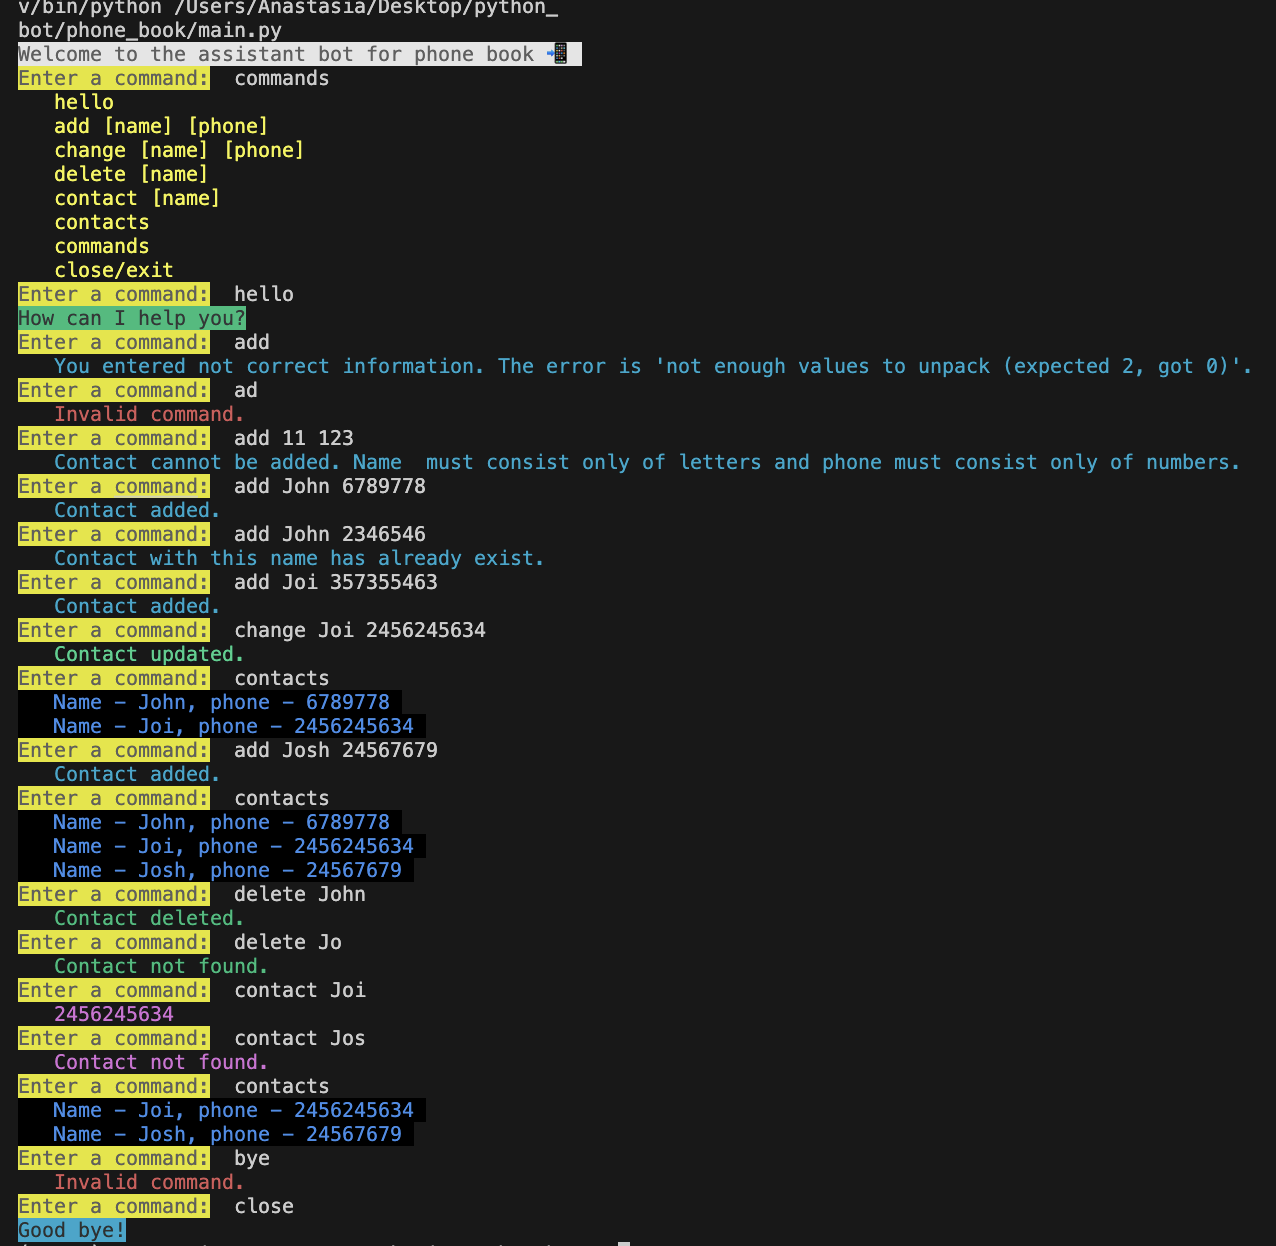 v/bin/python /Users/Anastasia/Desktop/python_
bot/phone_book/main.py
Welcome to the assistant bot for phone book 📲
Enter a command:  commands
hello
add [name] [phone]
change [name] [phone]
delete [name]
contact [name]
contacts
commands
close/exit
Enter a command:  hello
How can I help you?
Enter a command:  add
You entered not correct information. The error is 'not enough values to unpack (expected 2, got 0)'.
Enter a command:  ad
Invalid command.
Enter a command:  add 11 123
Contact cannot be added. Name  must consist only of letters and phone must consist only of numbers.
Enter a command:  add John 6789778
Contact added.
Enter a command:  add John 2346546
Contact with this name has already exist.
Enter a command:  add Joi 357355463
Contact added.
Enter a command:  change Joi 2456245634
Contact updated.
Enter a command:  contacts
Name – John, phone – 6789778
Name – Joi, phone – 2456245634
Enter a command:  add Josh 24567679
Contact added.
Enter a command:  contacts
Name – John, phone – 6789778
Name – Joi, phone – 2456245634
Name – Josh, phone – 24567679
Enter a command:  delete John
Contact deleted.
Enter a command:  delete Jo
Contact not found.
Enter a command:  contact Joi
2456245634
Enter a command:  contact Jos
Contact not found.
Enter a command:  contacts
Name – Joi, phone – 2456245634
Name – Josh, phone – 24567679
Enter a command:  bye
Invalid command.
Enter a command:  close
Good bye!